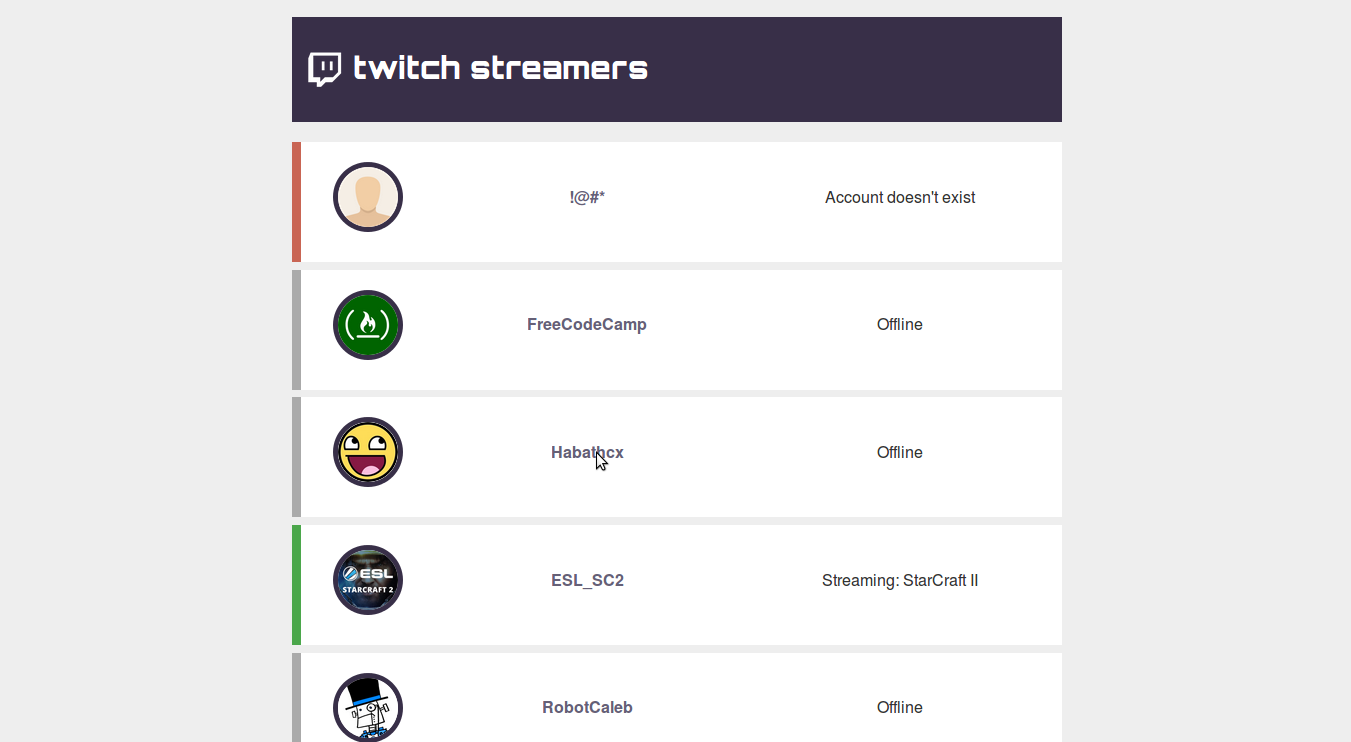 twitch streamers
!@#*
Account doesn't exist
FreeCodeCamp
Offline
Habathcx
Offline
ESL
STARCRAFT 2
ESL_SC2
Streaming: StarCraft II
RobotCaleb
Offline